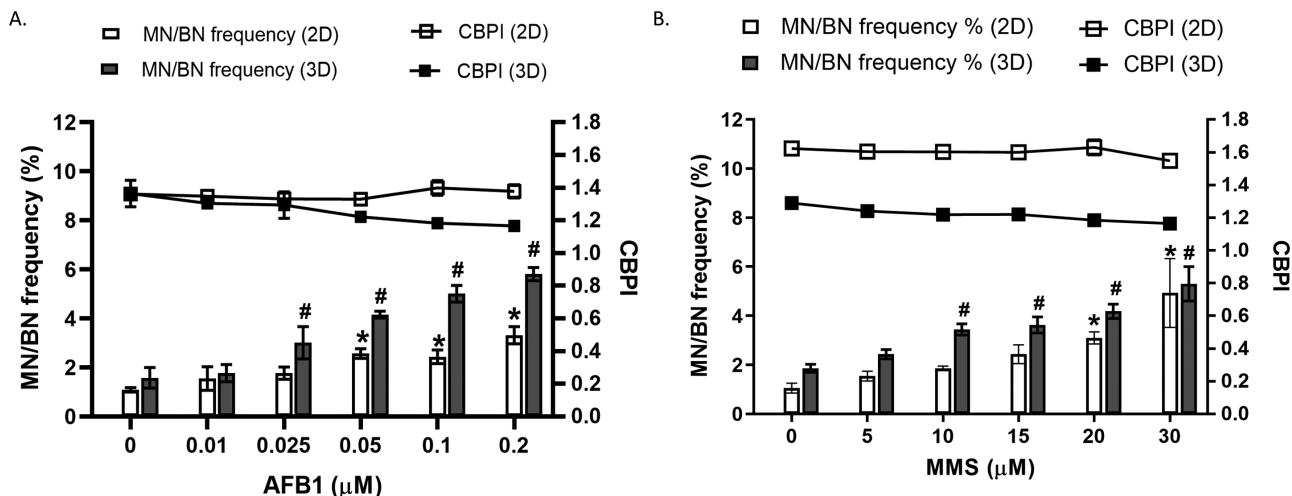 A.
MN/BN frequency (2D)
CBPI (2D)
MN/BN frequency (3D)
CBPI (3D)
MN/BN frequency (%)
12
10
8
6
4
2
0
1.8
1.6
1.4
1.2
1.0
0.8
0.6
0.4
0.2
0.0
CBPI
#
*
#
*
#
*
#
0 0.01 0.025 0.05 0.1 0.2
AFB1 (μM)
B.
MN/BN frequency % (2D)
CBPI (2D)
MN/BN frequency % (3D)
CBPI (3D)
MN/BN frequency (%)
12
10
8
6
4
2
0
1.8
1.6
1.4
1.2
1.0
0.8
0.6
0.4
0.2
0.0
CBPI
#
#
*
#
*
#
0 5 10 15 20 30
MMS (μM)